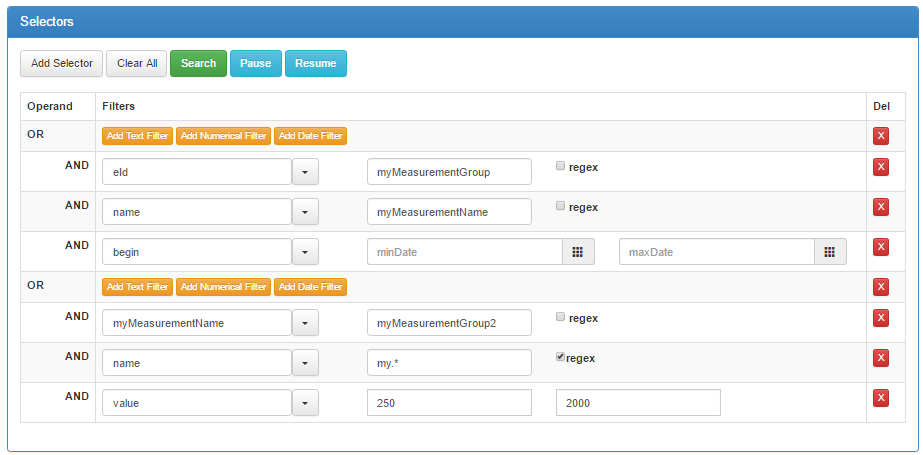 Selectors
Add Selector Clear All Search Pause Resume
Operand Filters Del
OR Add Text Filter Add Numerical Filter Add Date Filter X
AND eId myMeasurementGroup regex X
AND name myMeasurementName regex X
AND begin minDate maxDate X
OR Add Text Filter Add Numerical Filter Add Date Filter X
AND myMeasurementName myMeasurementGroup2 regex X
AND name my.* regex X
AND value 250 2000 X